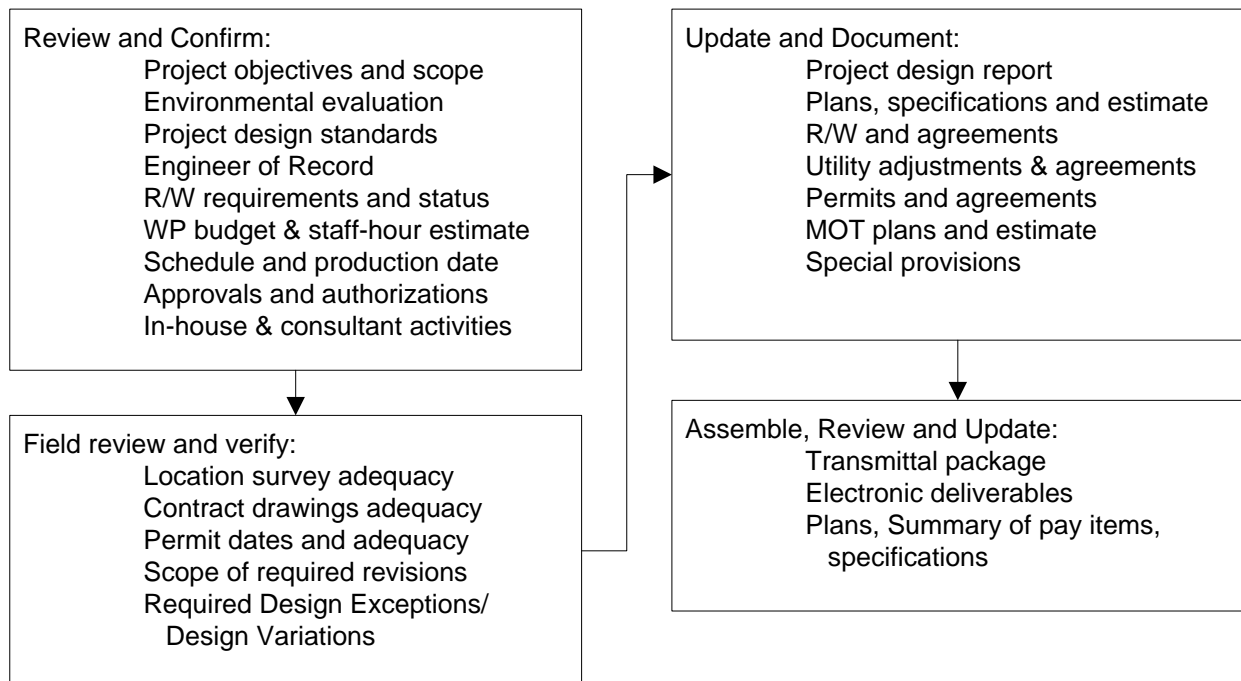 Review and Confirm:
Project objectives and scope
Environmental evaluation
Project design standards
Engineer of Record
R/W requirements and status
WP budget & staff-hour estimate
Schedule and production date
Approvals and authorizations
In-house & consultant activities
Field review and verify:
Location survey adequacy
Contract drawings adequacy
Permit dates and adequacy
Scope of required revisions
Required Design Exceptions/
Design Variations
Update and Document:
Project design report
Plans, specifications and estimate
R/W and agreements
Utility adjustments & agreements
Permits and agreements
MOT plans and estimate
Special provisions
Assemble, Review and Update:
Transmittal package
Electronic deliverables
Plans, Summary of pay items,
specifications